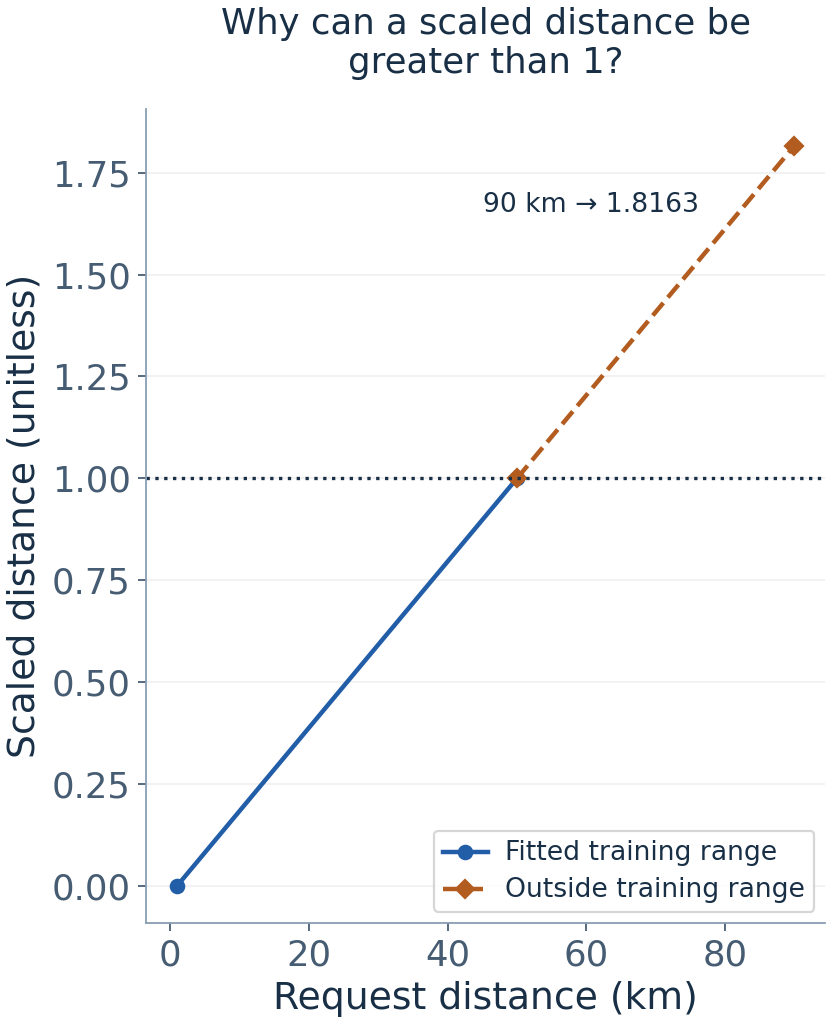 Why can a scaled distance be
greater than 1?
Scaled distance (unitless)
1.75
1.50
1.25
1.00
0.75
0.50
0.25
0.00
90 km → 1.8163
Fitted training range
Outside training range
0 20 40 60 80
Request distance (km)